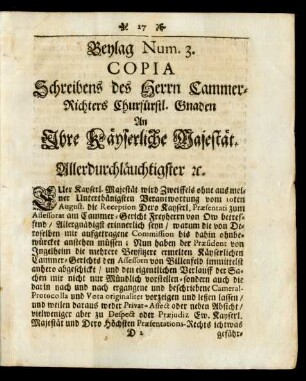 17
Beylag Num. 3.
COPIA
Schreibens des Herrn Cammer-
Richters Churfürstl. Gnaden
An
Ihre Käyserliche Majestät.
Allerdurchläuchtigster ꝛc.
Euer Kayserl. Majestät wird Zweiffels ohne aus mei-
ner Unterthänigsten Verantwortung vom 10ten
August. die Reception Dero Kayserl. Præsentati zum
Assessorat am Cammer-Gericht Freyherrn von Ow betref-
fend / Allergnädigst erinnerlich seyn / warum die von De-
roselben mir aufgetragene Commission bis dahin ohnbe-
würcket anstehen müssen: Nun haben der Præsident von
Ingelheim die mehrere Beysitzere ermelten Käyserlichen
Cammer-Gerichts den Assessorn von Pillenfeld immittelst
anhero abgeschickt / und den eigentlichen Verlauff der Sa-
chen mir nicht nur Mündlich vorstellen-sondern auch die
darin nach und nach ergangene und beschriebene Cameral-
Protocolla und Vota originaliter vorzeigen und lesen lassen /
und weilen daraus weder Privat-Affect oder neben Absicht /
vielweniger aber zu Despect oder Præjudiz Ew. Kayserl.
Majestät und Dero Höchsten Præsentations-Rechts ichtwas
D 2 gefähr-